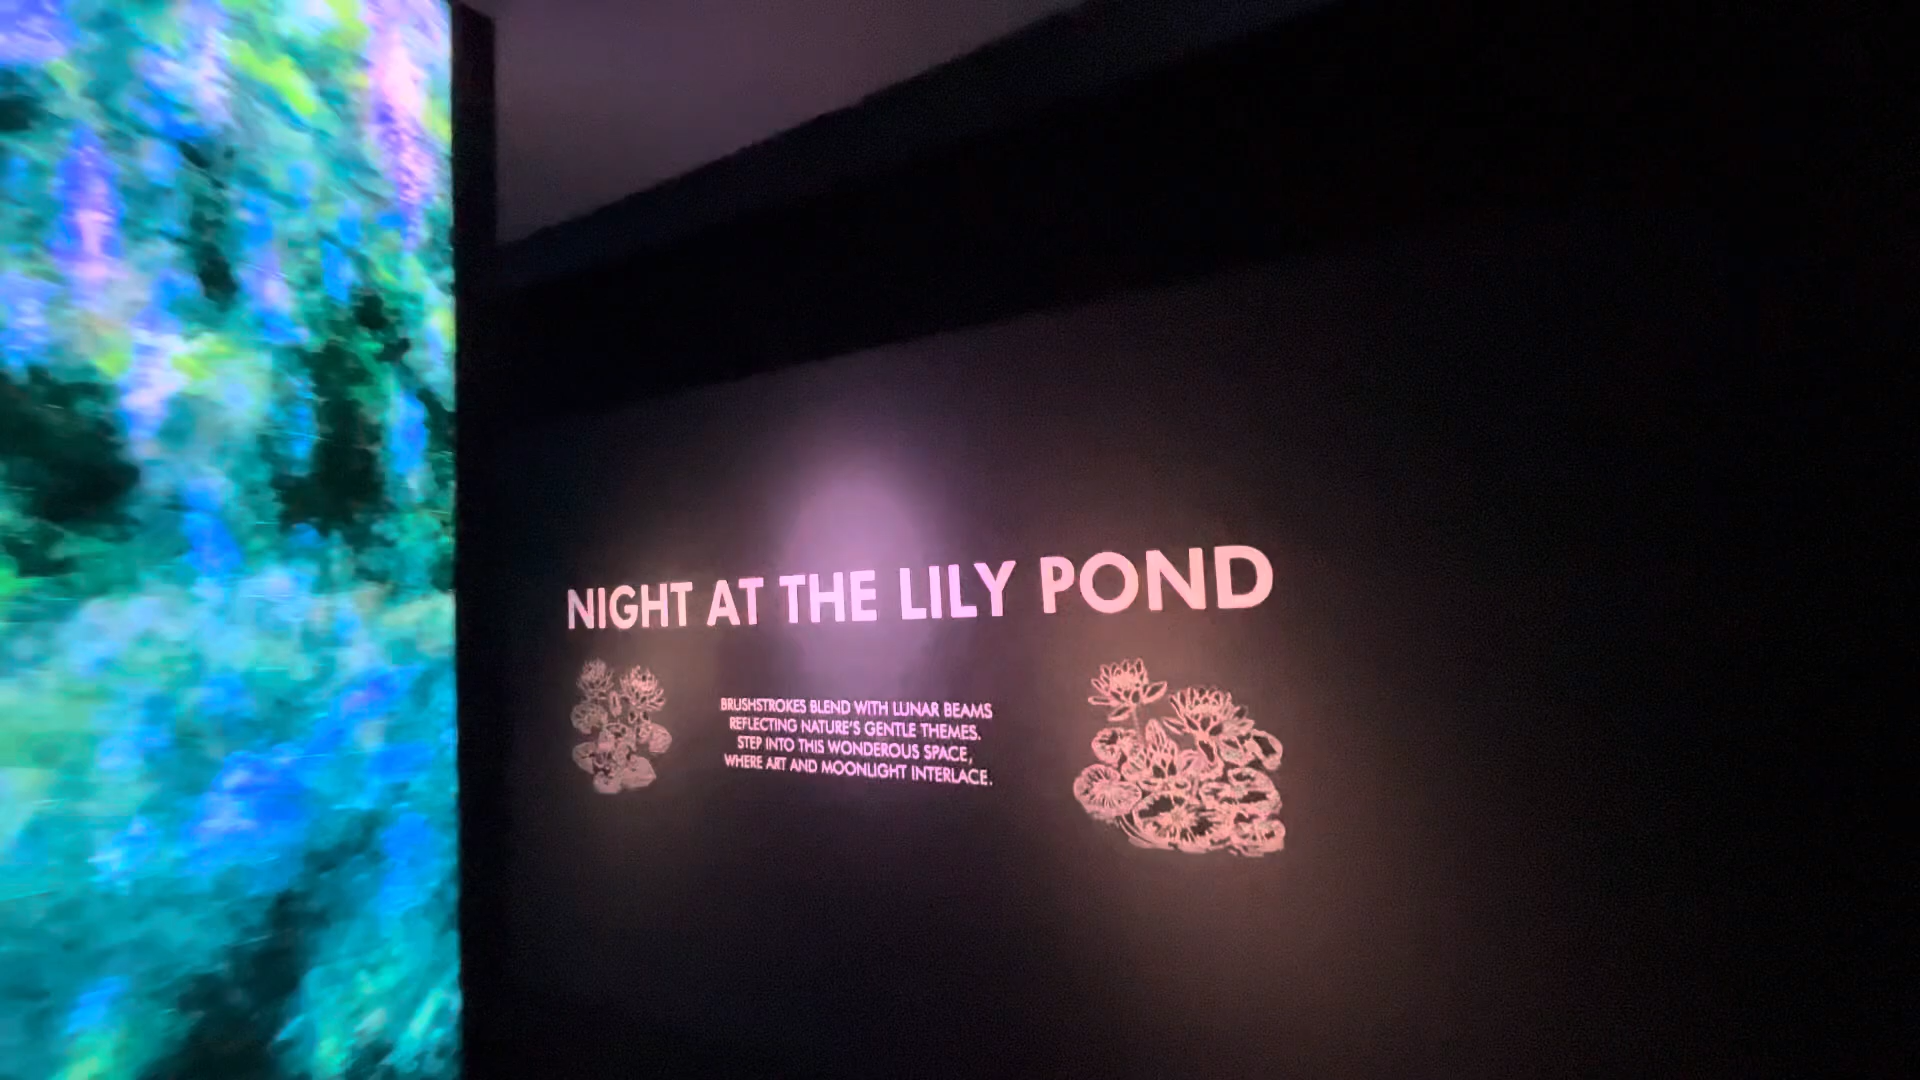 NIGHT AT THE LILY POND
BRUSHSTROKES BLEND WITH LUNAR BEAMS
REFLECTING NATURE'S GENTLE THEMES.
STEP INTO THIS WONDEROUS SPACE,
WHERE ART AND MOONLIGHT INTERLACE.